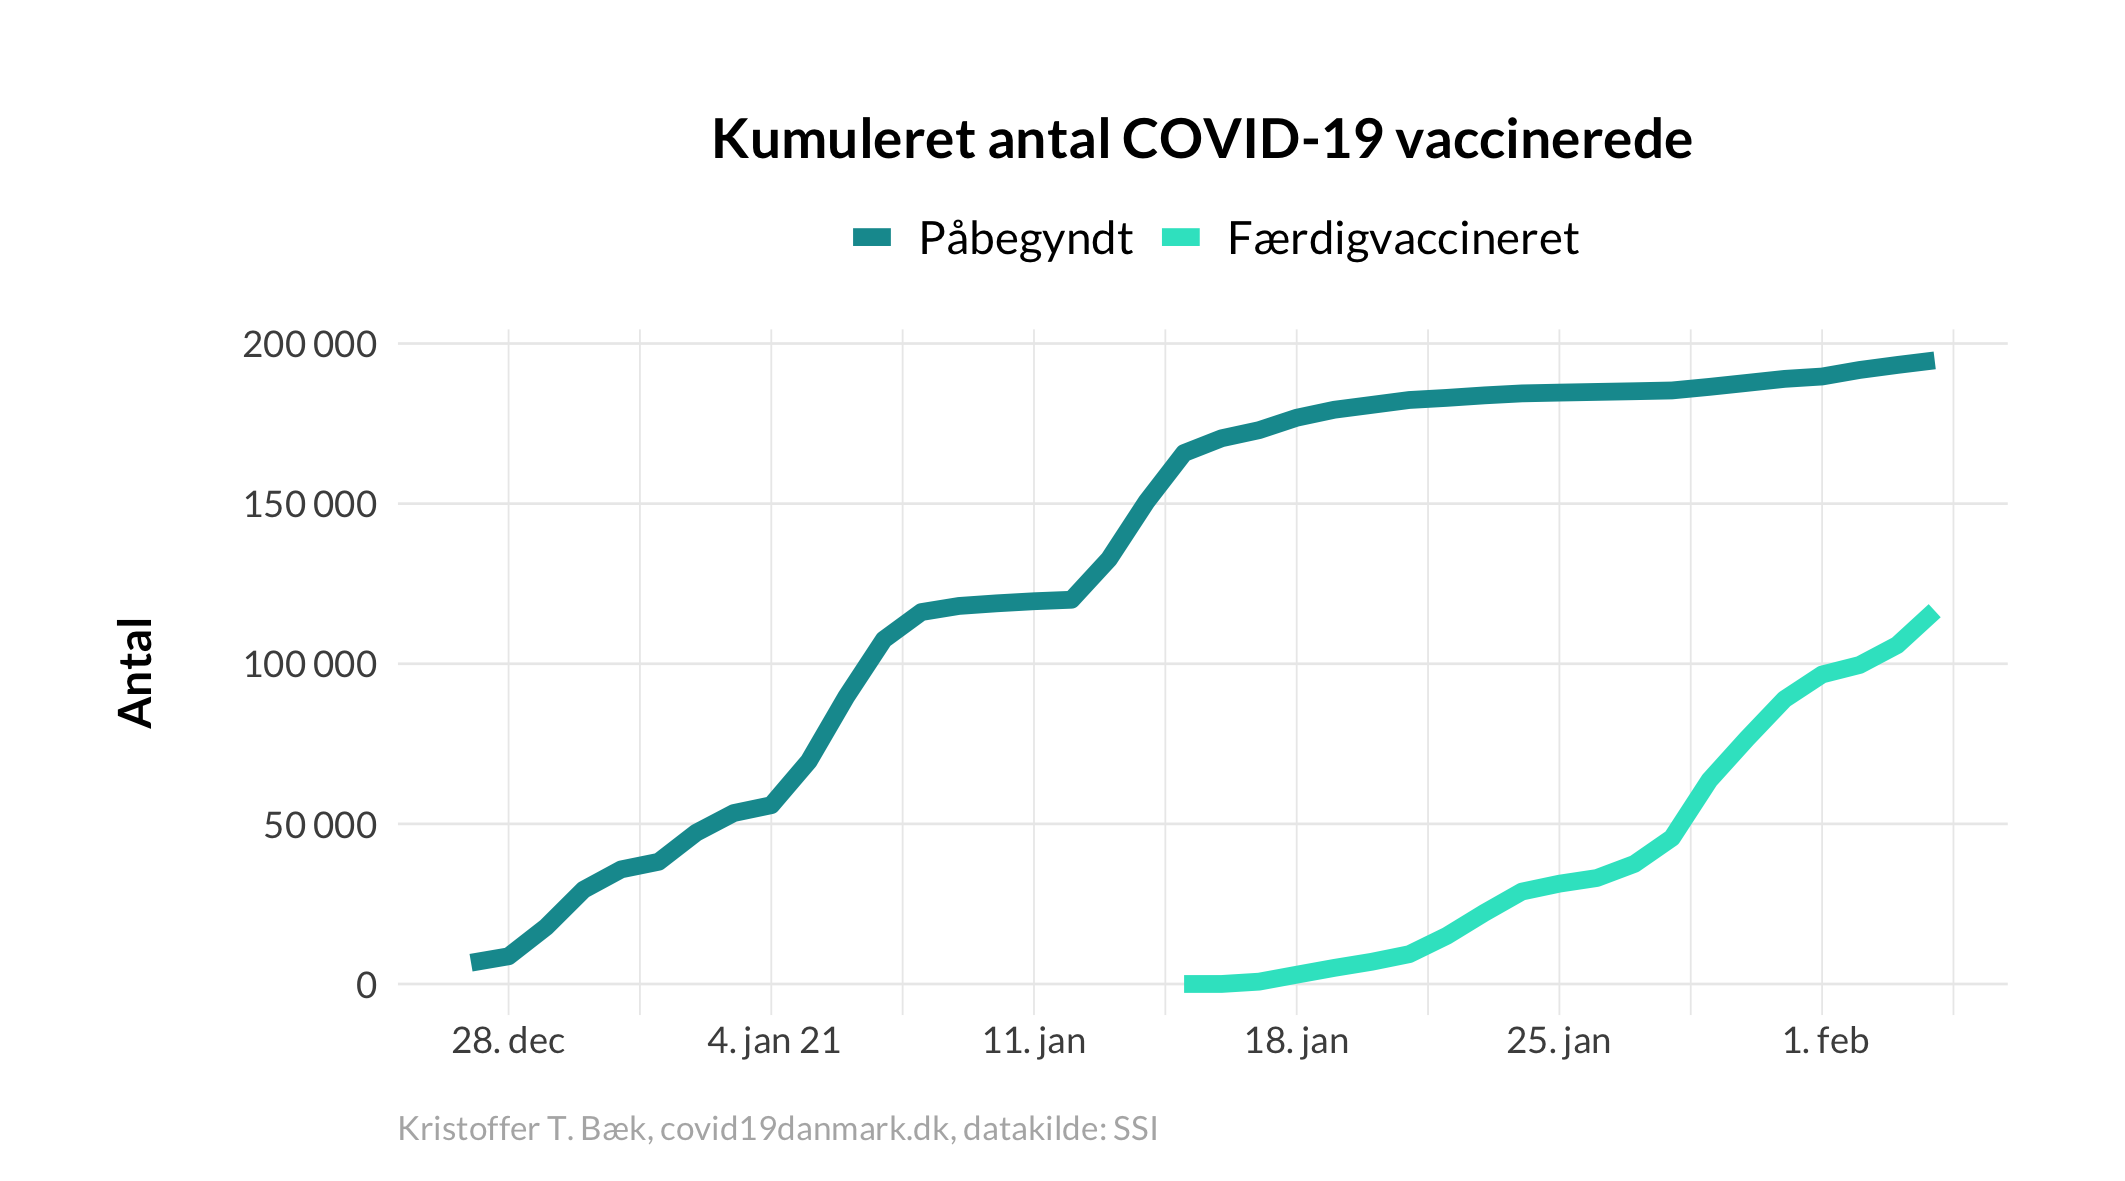 Kumuleret antal COVID-19 vaccinerede
Påbegyndt Færdigvaccineret
Antal
200 000
150 000
100 000
50 000
0
28. dec 4. jan 21 11. jan 18. jan 25. jan 1. feb
Kristoffer T. Bæk, covid19danmark.dk, datakilde: SSI